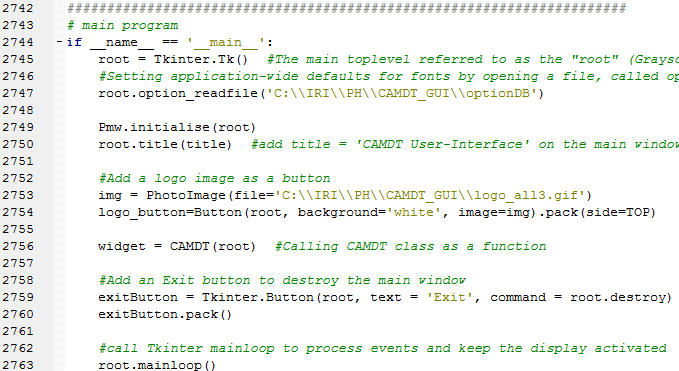 2742 ######################################################################
2743 # main program
2744 - if __name__ == '__main__':
2745 root = Tkinter.Tk() #The main toplevel referred to as the "root" (Graysc
2746 #Setting application-wide defaults for fonts by opening a file, called op
2747 root.option_readfile('C:\\IRI\\PH\\CAMDT_GUI\\optionDB')
2748
2749 Pmw.initialise(root)
2750 root.title(title) #add title = 'CAMDT User-Interface' on the main window
2751
2752 #Add a logo image as a button
2753 img = PhotoImage(file='C:\\IRI\\PH\\CAMDT_GUI\\logo_all3.gif')
2754 logo_button=Button(root, background='white', image=img).pack(side=TOP)
2755
2756 widget = CAMDT(root) #Calling CAMDT class as a function
2757
2758 #Add an Exit button to destroy the main window
2759 exitButton = Tkinter.Button(root, text = 'Exit', command = root.destroy)
2760 exitButton.pack()
2761
2762 #call Tkinter mainloop to process events and keep the display activated
2763 root.mainloop()